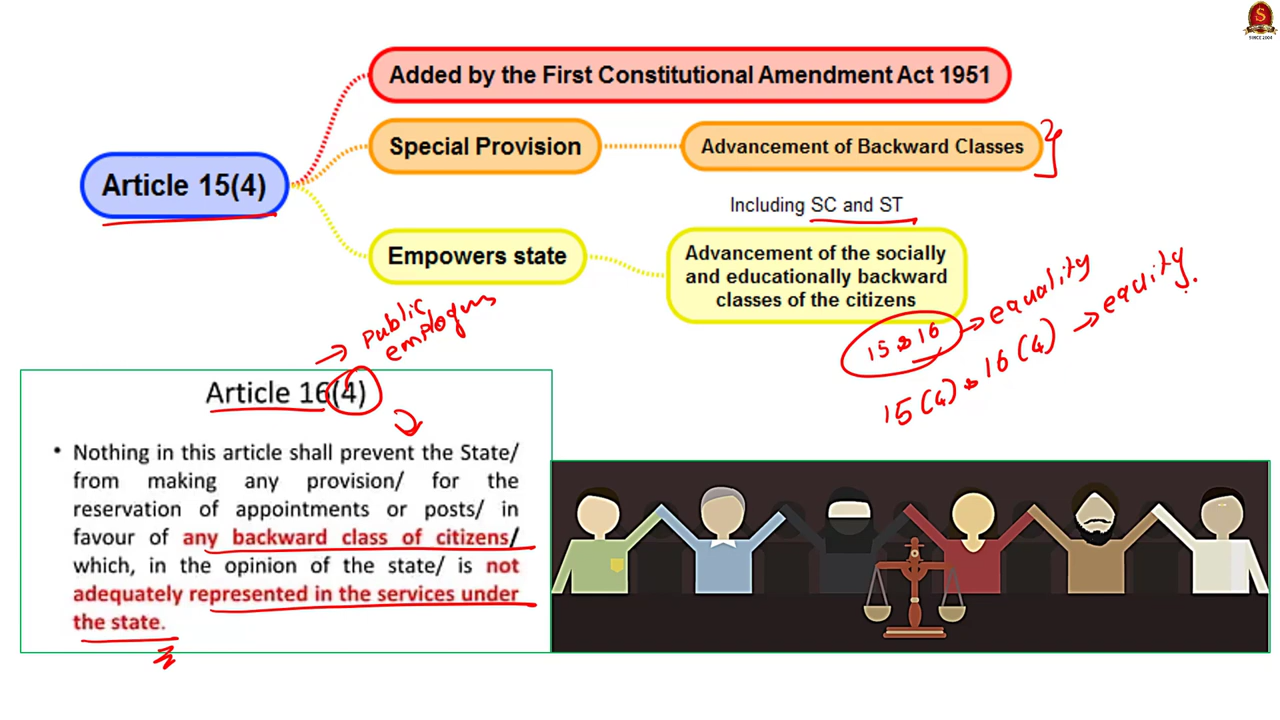 S
SINCE 2004
Added by the First Constitutional Amendment Act 1951
Special Provision
Advancement of Backward Classes
Article 15(4)
Including SC and ST
Empowers state
Advancement of the socially
and educationally backward
classes of the citizens
15 & 16 → equality
15(4) & 16(4) → equity.
→ Public
Article 16(4)
• Nothing in this article shall prevent the State/
from making any provision/ for the
reservation of appointments or posts/ in
favour of any backward class of citizens/
which, in the opinion of the state/ is not
adequately represented in the services under
the state.